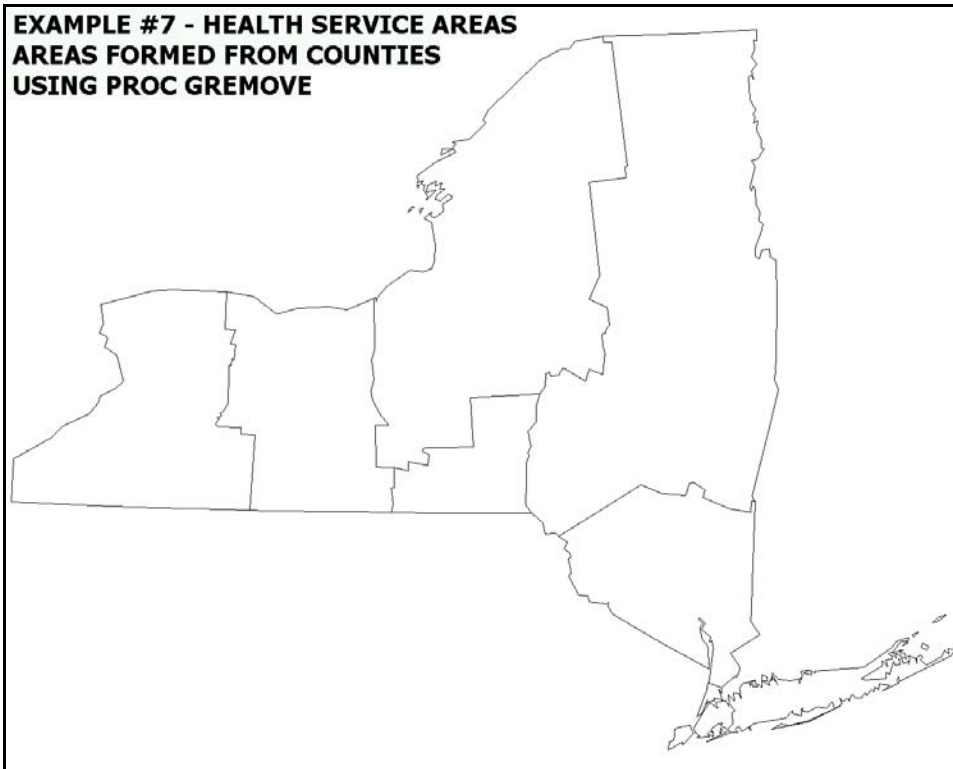 EXAMPLE #7 - HEALTH SERVICE AREAS
AREAS FORMED FROM COUNTIES
USING PROC GREMOVE